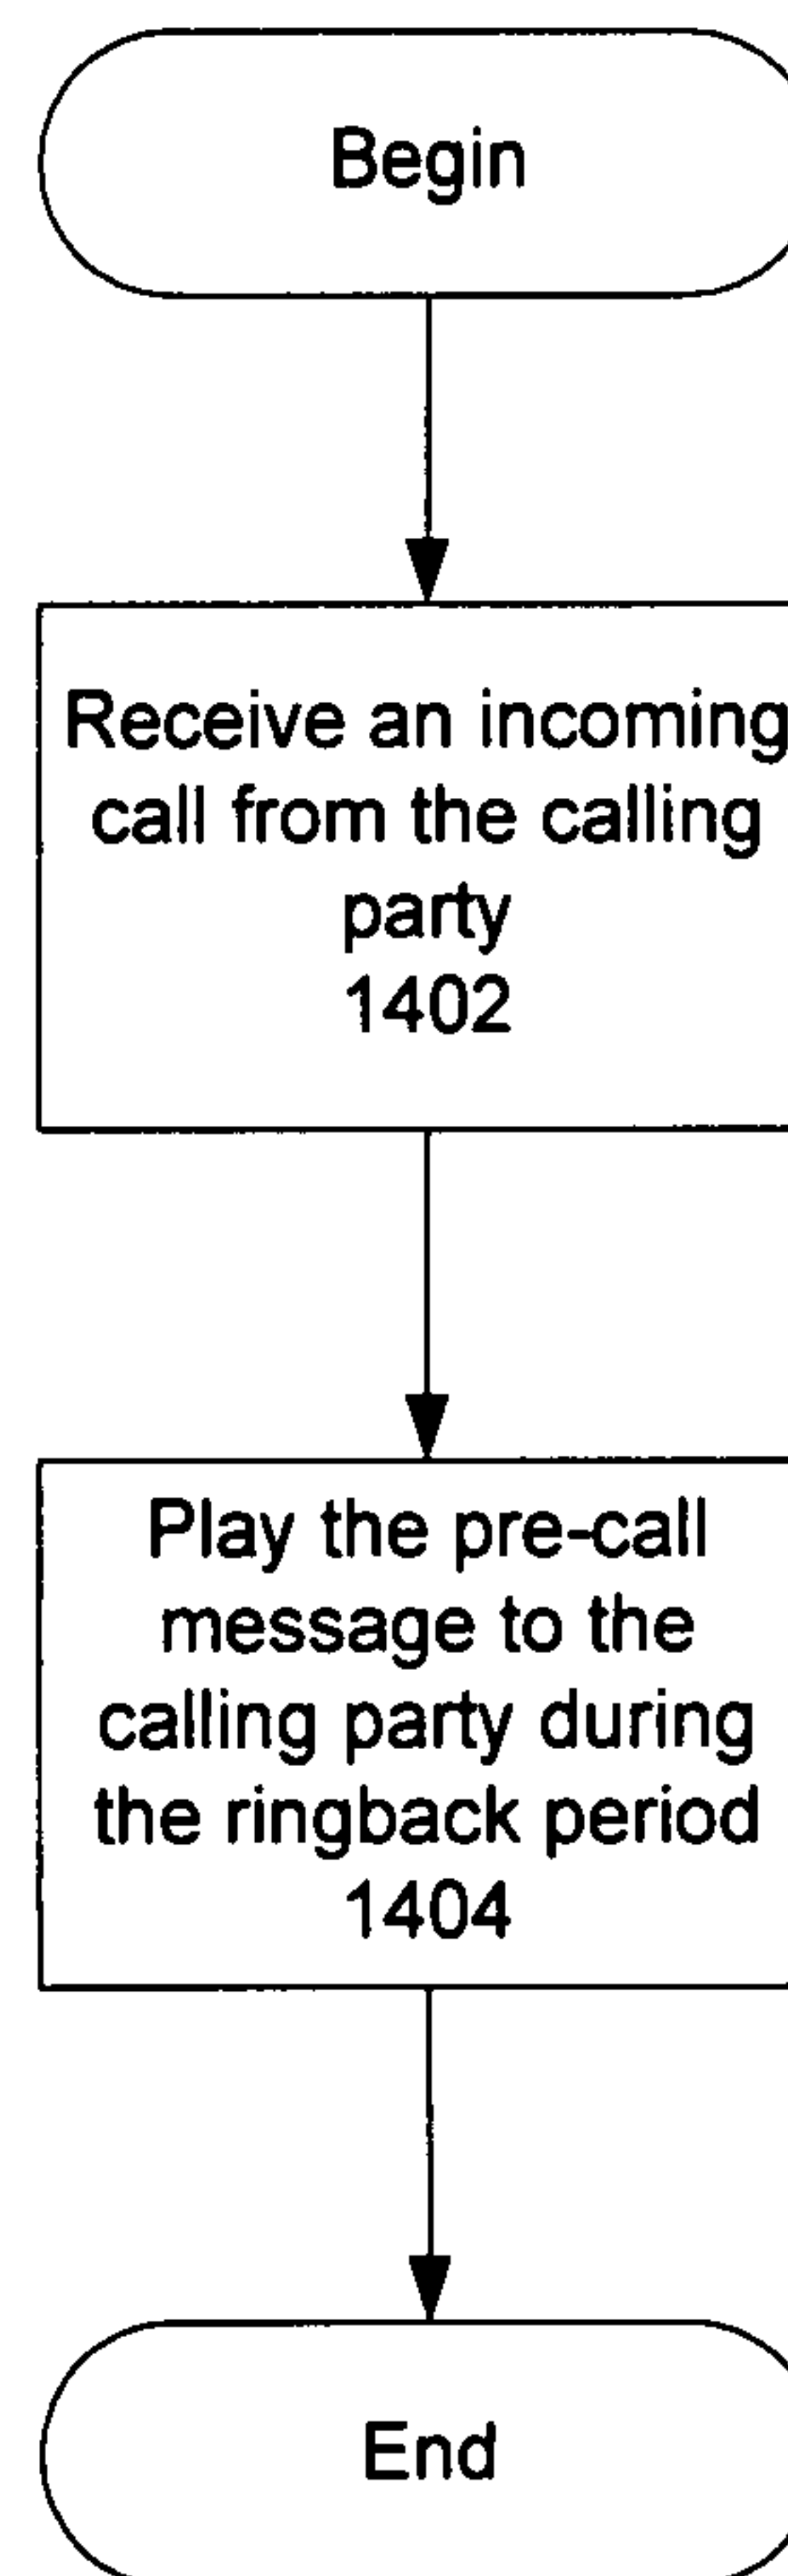 Begin
Receive an incoming
call from the calling
party
1402
Play the pre-call
message to the
calling party during
the ringback period
1404
End